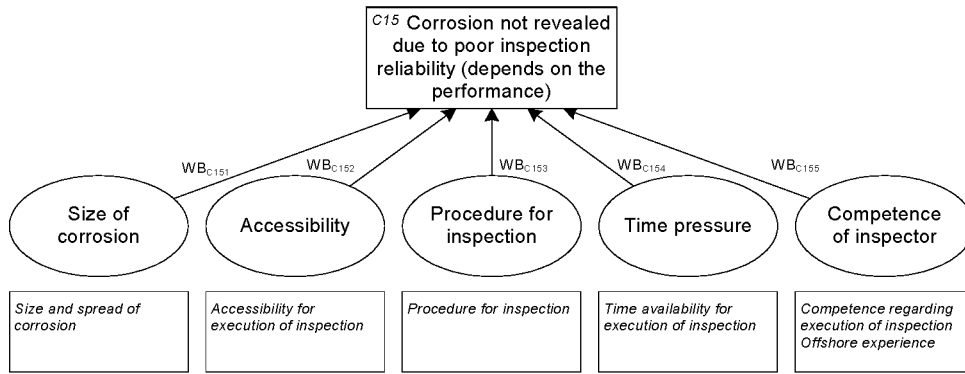 C15 Corrosion not revealed
due to poor inspection
reliability (depends on the
performance)
WBC151
WBC152
WBC153
WBC154
WBC155
Size of
corrosion
Accessibility
Procedure for
inspection
Time pressure
Competence
of inspector
Size and spread of
corrosion
Accessibility for
execution of inspection
Procedure for inspection
Time availability for
execution of inspection
Competence regarding
execution of inspection
Offshore experience